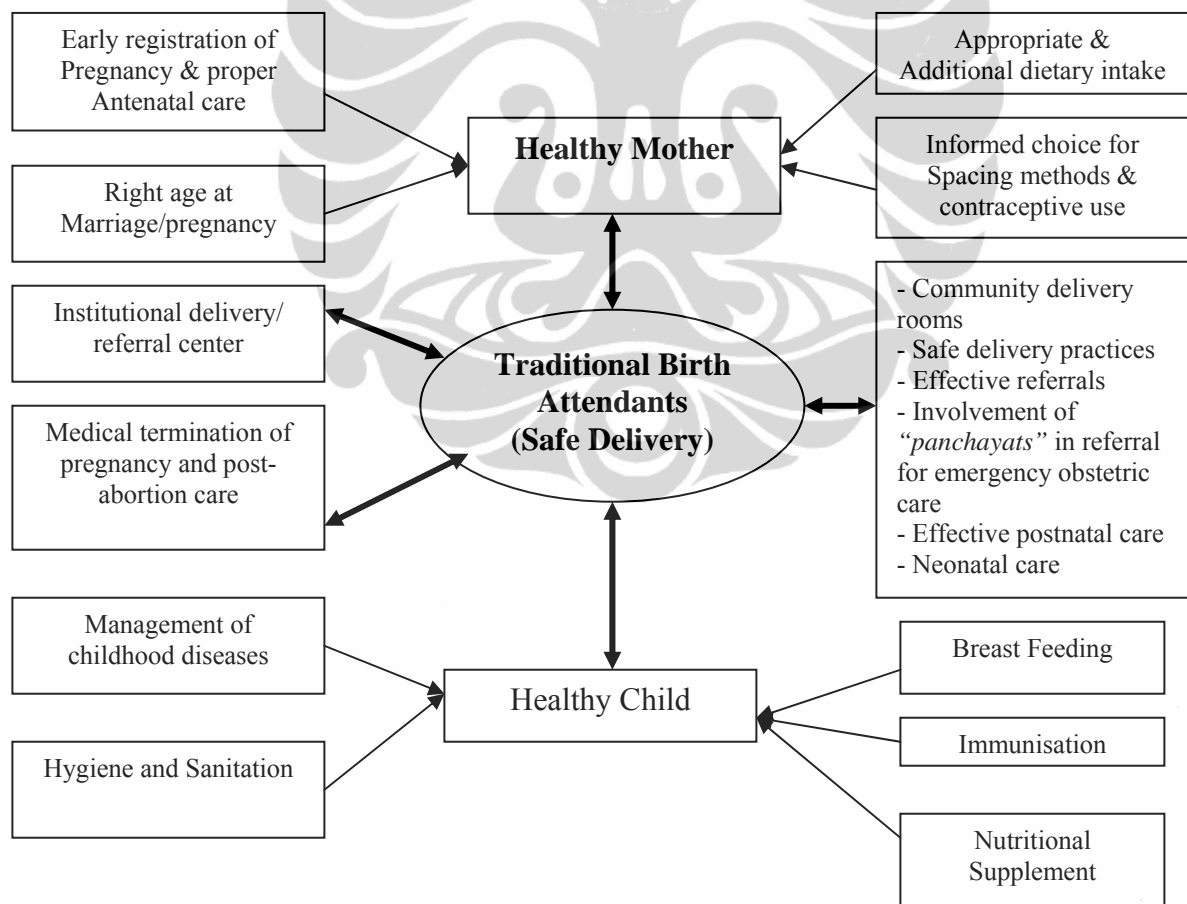 Early registration of
Pregnancy & proper
Antenatal care
Appropriate &
Additional dietary intake
Healthy Mother
Right age at
Marriage/pregnancy
Informed choice for
Spacing methods &
contraceptive use
Institutional delivery/
referral center
Traditional Birth
Attendants
(Safe Delivery)
- Community delivery
rooms
- Safe delivery practices
- Effective referrals
- Involvement of
“panchayats” in referral
for emergency obstetric
care
- Effective postnatal care
- Neonatal care
Medical termination of
pregnancy and post-
abortion care
Management of
childhood diseases
Healthy Child
Breast Feeding
Immunisation
Hygiene and Sanitation
Nutritional
Supplement